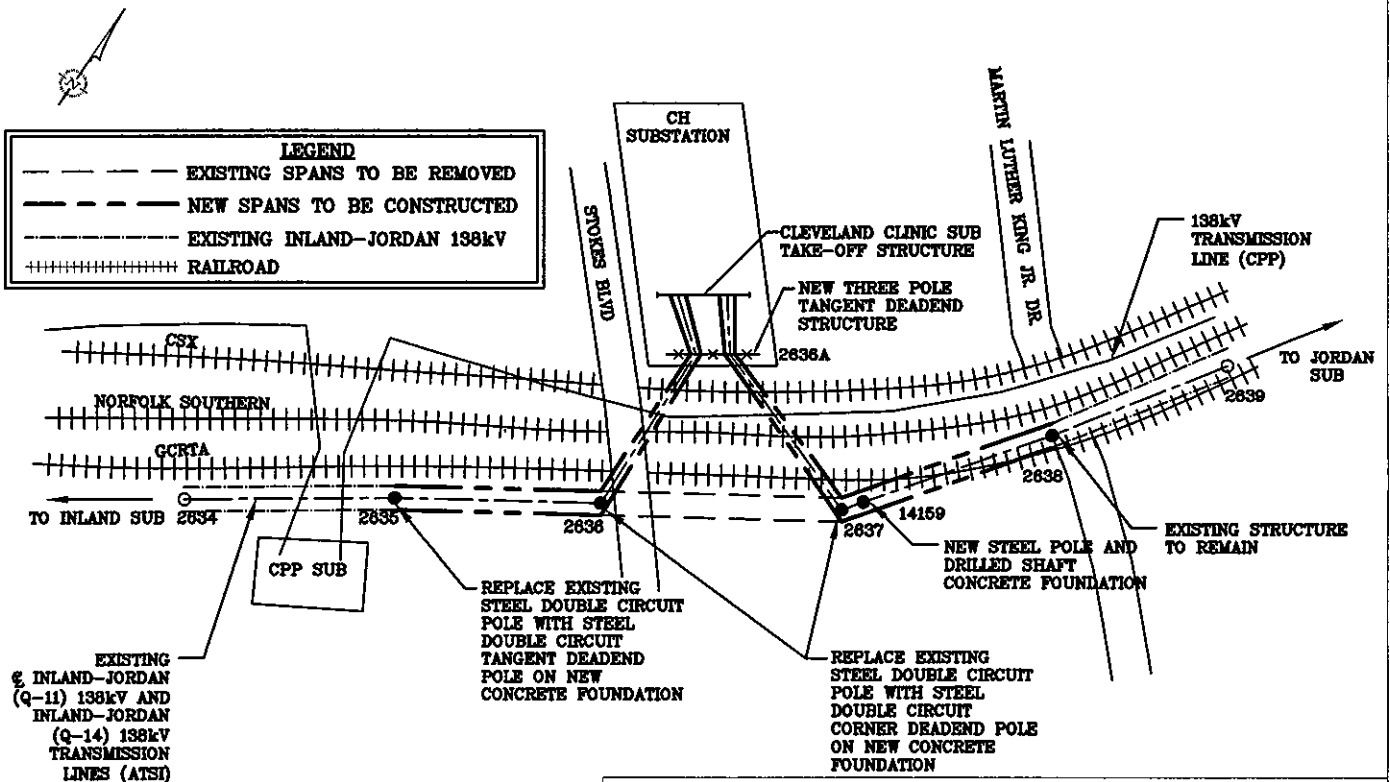 N
LEGEND
EXISTING SPANS TO BE REMOVED
NEW SPANS TO BE CONSTRUCTED
EXISTING INLAND-JORDAN 138kV
RAILROAD
CH
SUBSTATION
MARTIN LUTHER KING JR. DR.
STOKES BLVD
CLEVELAND CLINIC SUB
TAKE-OFF STRUCTURE
NEW THREE POLE
TANGENT DEADEND
STRUCTURE
2636A
138kV
TRANSMISSION
LINE (CPP)
TO JORDAN
SUB
2639
CSX
NORFOLK SOUTHERN
GCRTA
TO INLAND SUB
2634
2635
2636
2637
14159
2638
CPP SUB
NEW STEEL POLE AND
DRILLED SHAFT
CONCRETE FOUNDATION
EXISTING STRUCTURE
TO REMAIN
REPLACE EXISTING
STEEL DOUBLE CIRCUIT
POLE WITH STEEL
DOUBLE CIRCUIT
TANGENT DEADEND
POLE ON NEW
CONCRETE FOUNDATION
REPLACE EXISTING
STEEL DOUBLE CIRCUIT
POLE WITH STEEL
DOUBLE CIRCUIT
CORNER DEADEND POLE
ON NEW CONCRETE
FOUNDATION
EXISTING
℄ INLAND-JORDAN
(Q-11) 138kV AND
INLAND-JORDAN
(Q-14) 138kV
TRANSMISSION
LINES (ATSI)